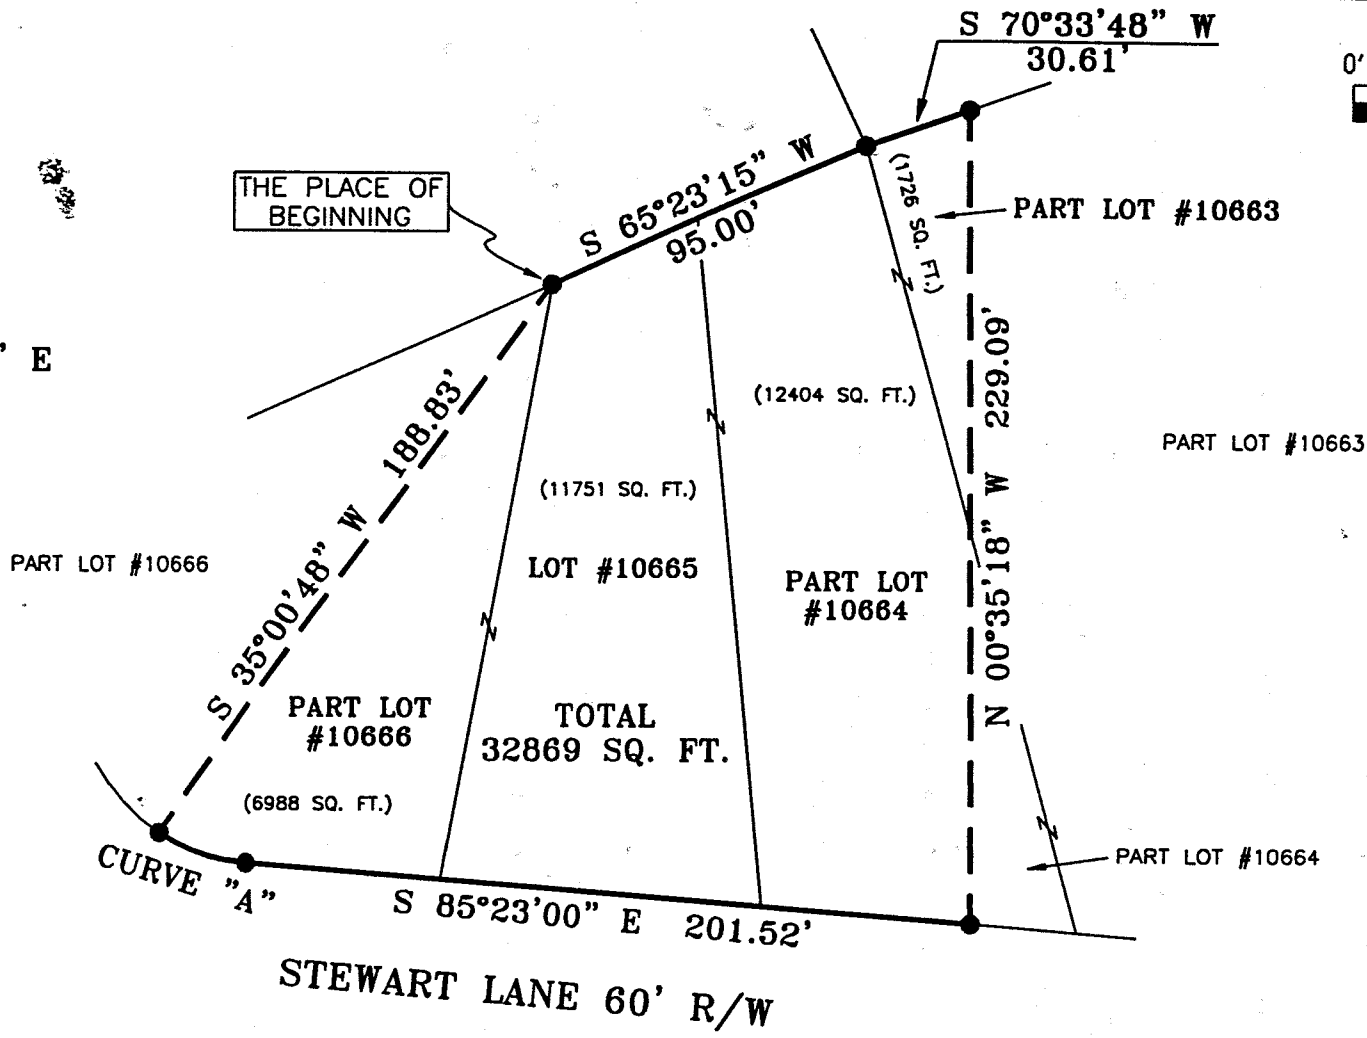 S 70°33'48" W
30.61'
0'
THE PLACE OF
BEGINNING
S 65°23'15" W
95.00'
(1726 SQ. FT.)
PART LOT #10663
' E
188.83'
S 35°00'48" W
229.09'
N 00°35'18" W
(12404 SQ. FT.)
PART LOT #10663
(11751 SQ. FT.)
PART LOT #10666
LOT #10665
PART LOT
#10664
PART LOT
#10666
TOTAL
32869 SQ. FT.
(6988 SQ. FT.)
CURVE "A"
PART LOT #10664
S 85°23'00" E 201.52'
STEWART LANE 60' R/W